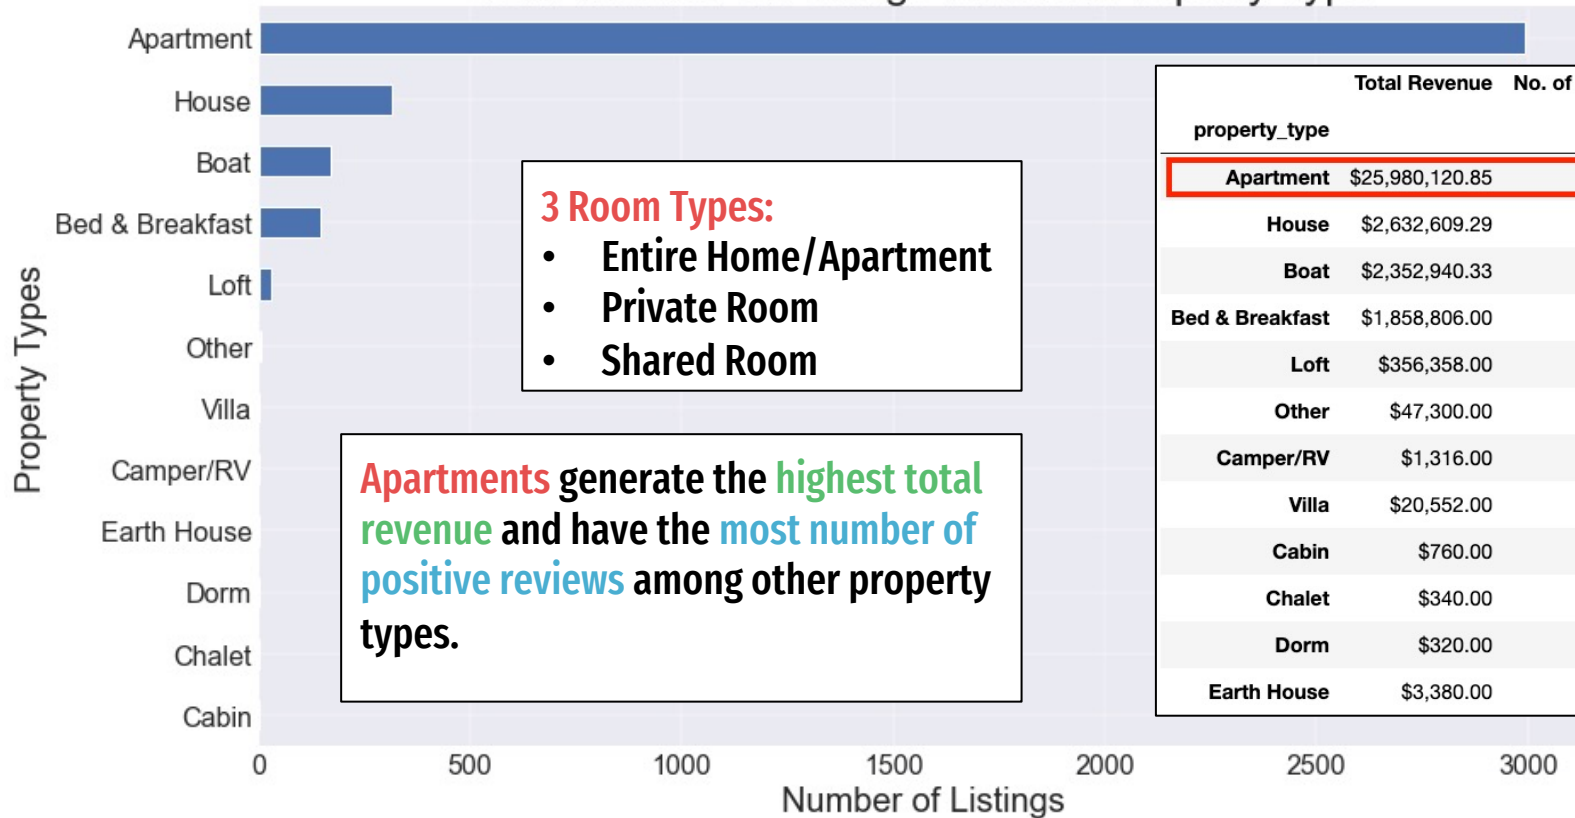 Apartment
House
Boat
Bed & Breakfast
Loft
Other
Villa
Camper/RV
Earth House
Dorm
Chalet
Cabin
Property Types
0 500 1000 1500 2000 2500 3000
Number of Listings
3 Room Types:
• Entire Home/Apartment
• Private Room
• Shared Room
Apartments generate the highest total
revenue and have the most number of
positive reviews among other property
types.
Total Revenue No. of
property_type
Apartment $25,980,120.85
House $2,632,609.29
Boat $2,352,940.33
Bed & Breakfast $1,858,806.00
Loft $356,358.00
Other $47,300.00
Camper/RV $1,316.00
Villa $20,552.00
Cabin $760.00
Chalet $340.00
Dorm $320.00
Earth House $3,380.00